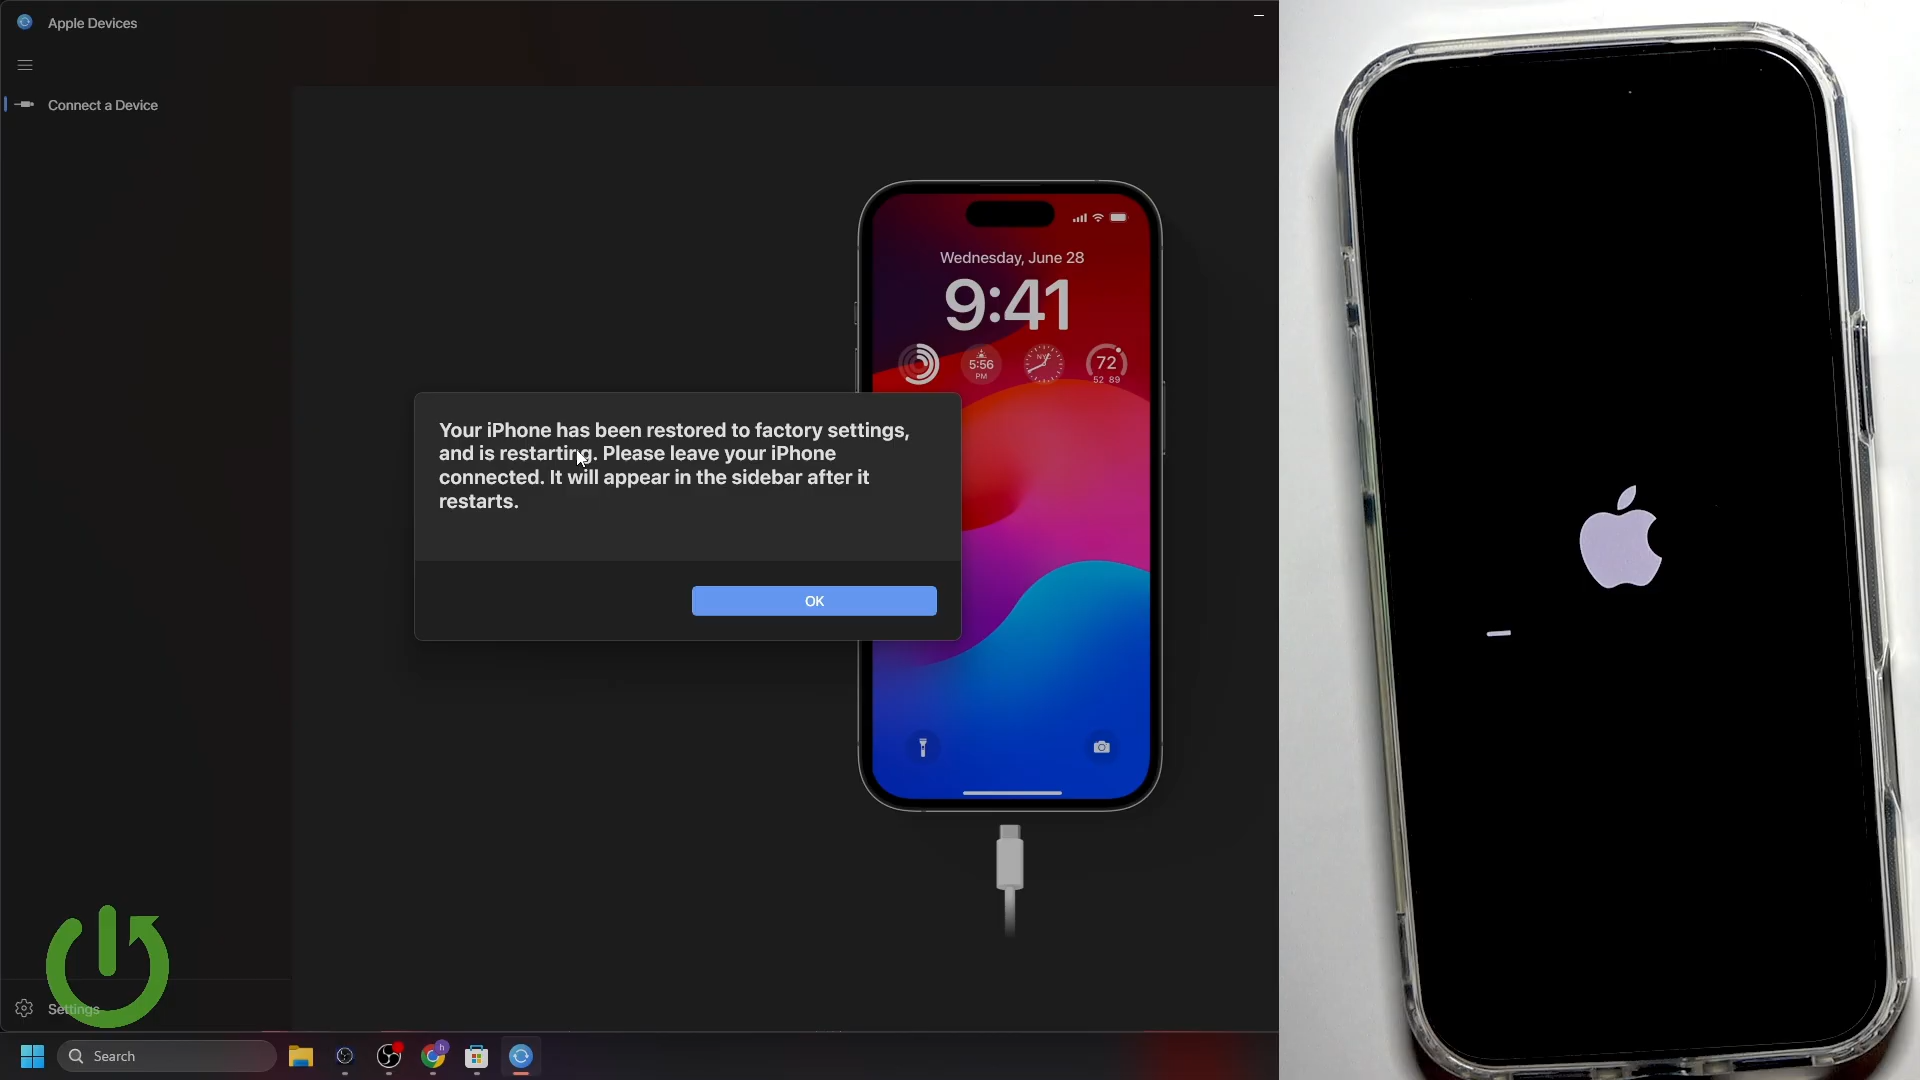 Apple Devices
Connect a Device
Wednesday, June 28
9:41
5:56
PM
NYC
72
52 89
Your iPhone has been restored to factory settings,
and is restarting. Please leave your iPhone
connected. It will appear in the sidebar after it
restarts.
OK
Settings
Search
h